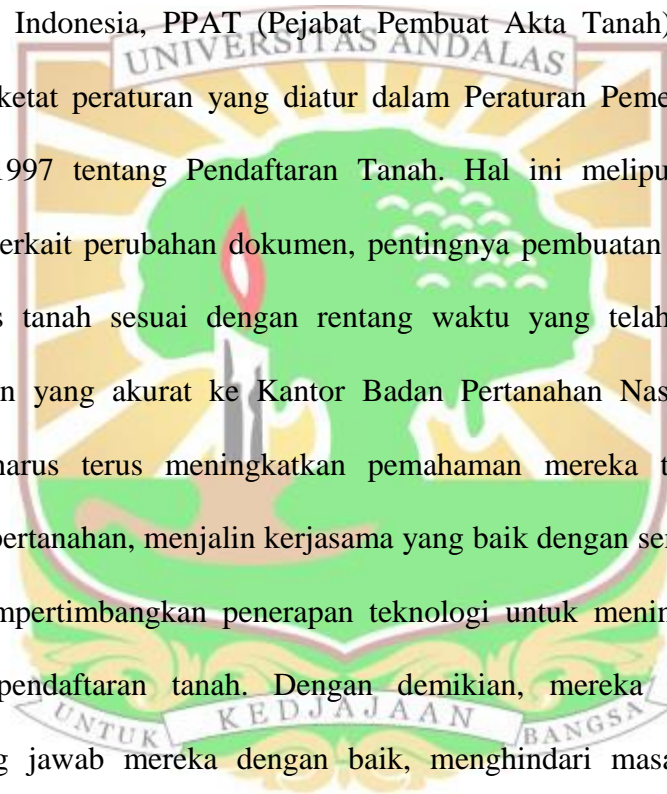 Indonesia, PPAT (Pejabat Pembuat Akta Tanah)
UNIVERSITAS ANDALAS
ketat peraturan yang diatur dalam Peraturan Peme
1997 tentang Pendaftaran Tanah. Hal ini melipu
erkait perubahan dokumen, pentingnya pembuatan
s tanah sesuai dengan rentang waktu yang telah
n yang akurat ke Kantor Badan Pertanahan Nas
harus terus meningkatkan pemahaman mereka t
pertanahan, menjalin kerjasama yang baik dengan ser
mpertimbangkan penerapan teknologi untuk menin
pendaftaran tanah. Dengan demikian, mereka
UNTUK KEDJAJAAN BANGSA
g jawab mereka dengan baik, menghindari masa